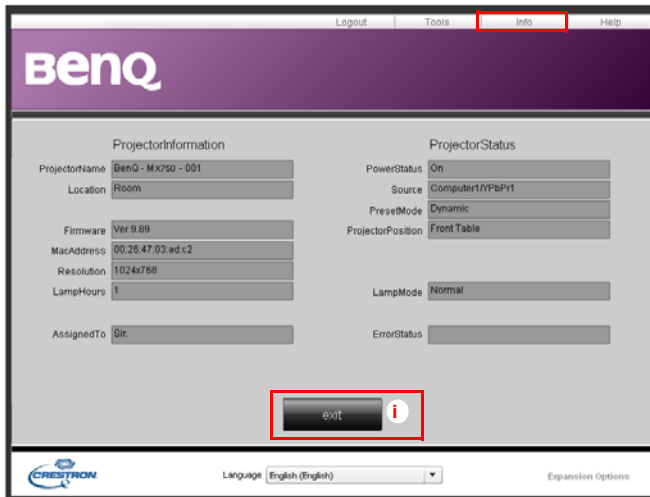 Logout Tools Info Help
BenQ
ProjectorInformation
ProjectorName BenQ - MX750 - 001
Location Room
Firmware Ver 9.89
MacAddress 00:26:47:03:ad:c2
Resolution 1024x768
LampHours 1
AssignedTo Sir.
ProjectorStatus
PowerStatus On
Source Computer1/YPbPr1
PresetMode Dynamic
ProjectorPosition Front Table
LampMode Normal
ErrorStatus
exit i
CRESTRON Language English (English) Expansion Options